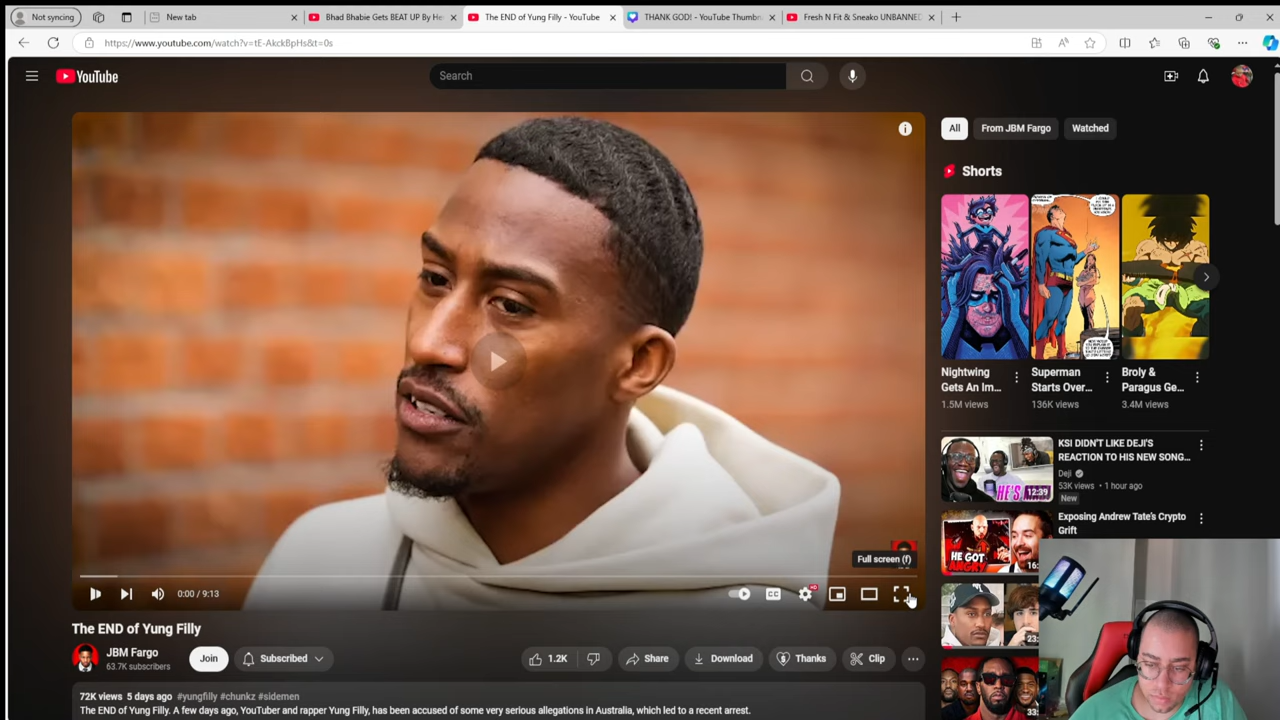 Not syncing
New tab
Bhad Bhabie Gets BEAT UP By He
The END of Yung Filly - YouTube
THANK GOD! - YouTube Thumbn
Fresh N Fit & Sneako UNBANNED
https://www.youtube.com/watch?v=tE-AkckBpHs&t=0s
YouTube
Search
All
From JBM Fargo
Watched
Shorts
Nightwing
Gets An Im...
1.5M views
Superman
Starts Over...
136K views
Broly &
Paragus Ge...
3.4M views
KSI DIDN'T LIKE DEJI'S
REACTION TO HIS NEW SONG...
Deji
53K views • 1 hour ago
New
12:39
HE'S
Exposing Andrew Tate's Crypto
Grift
HE GOT
ANGRY
16:
23:
33:
Full screen (f)
0:00 / 9:13
CC
HD
The END of Yung Filly
JBM Fargo
63.7K subscribers
Join
Subscribed
1.2K
Share
Download
Thanks
Clip
72K views 5 days ago #yungfilly #chunkz #sidemen
The END of Yung Filly. A few days ago, YouTuber and rapper Yung Filly, has been accused of some very serious allegations in Australia, which led to a recent arrest.